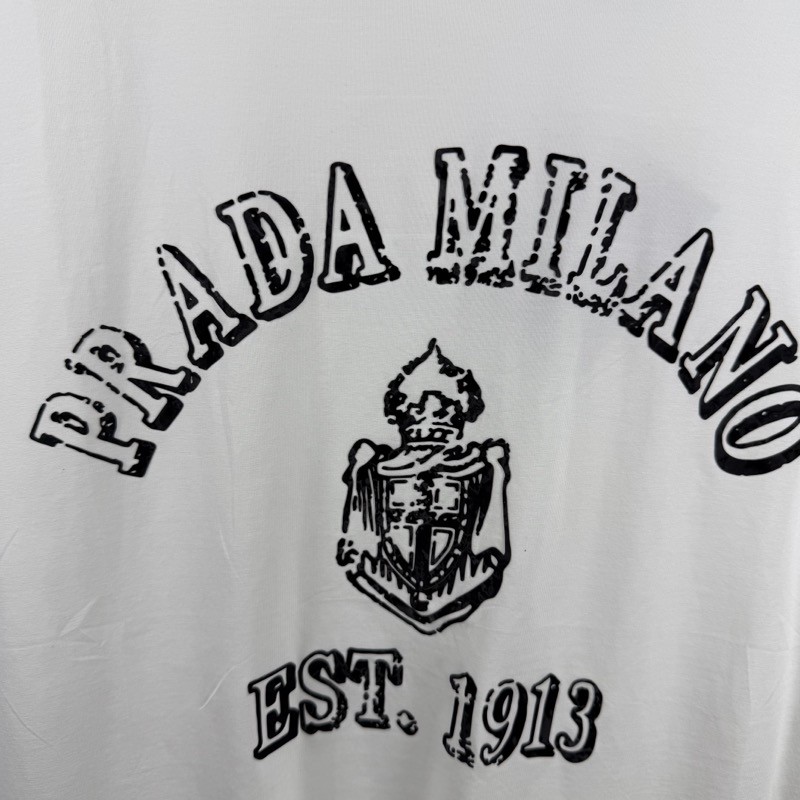 PRADA MILANO
EST. 1913